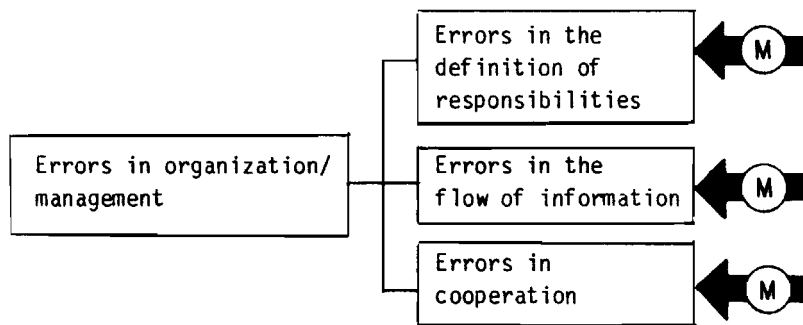 Errors in organization/
management
Errors in the
definition of
responsibilities
M
Errors in the
flow of information
M
Errors in
cooperation
M